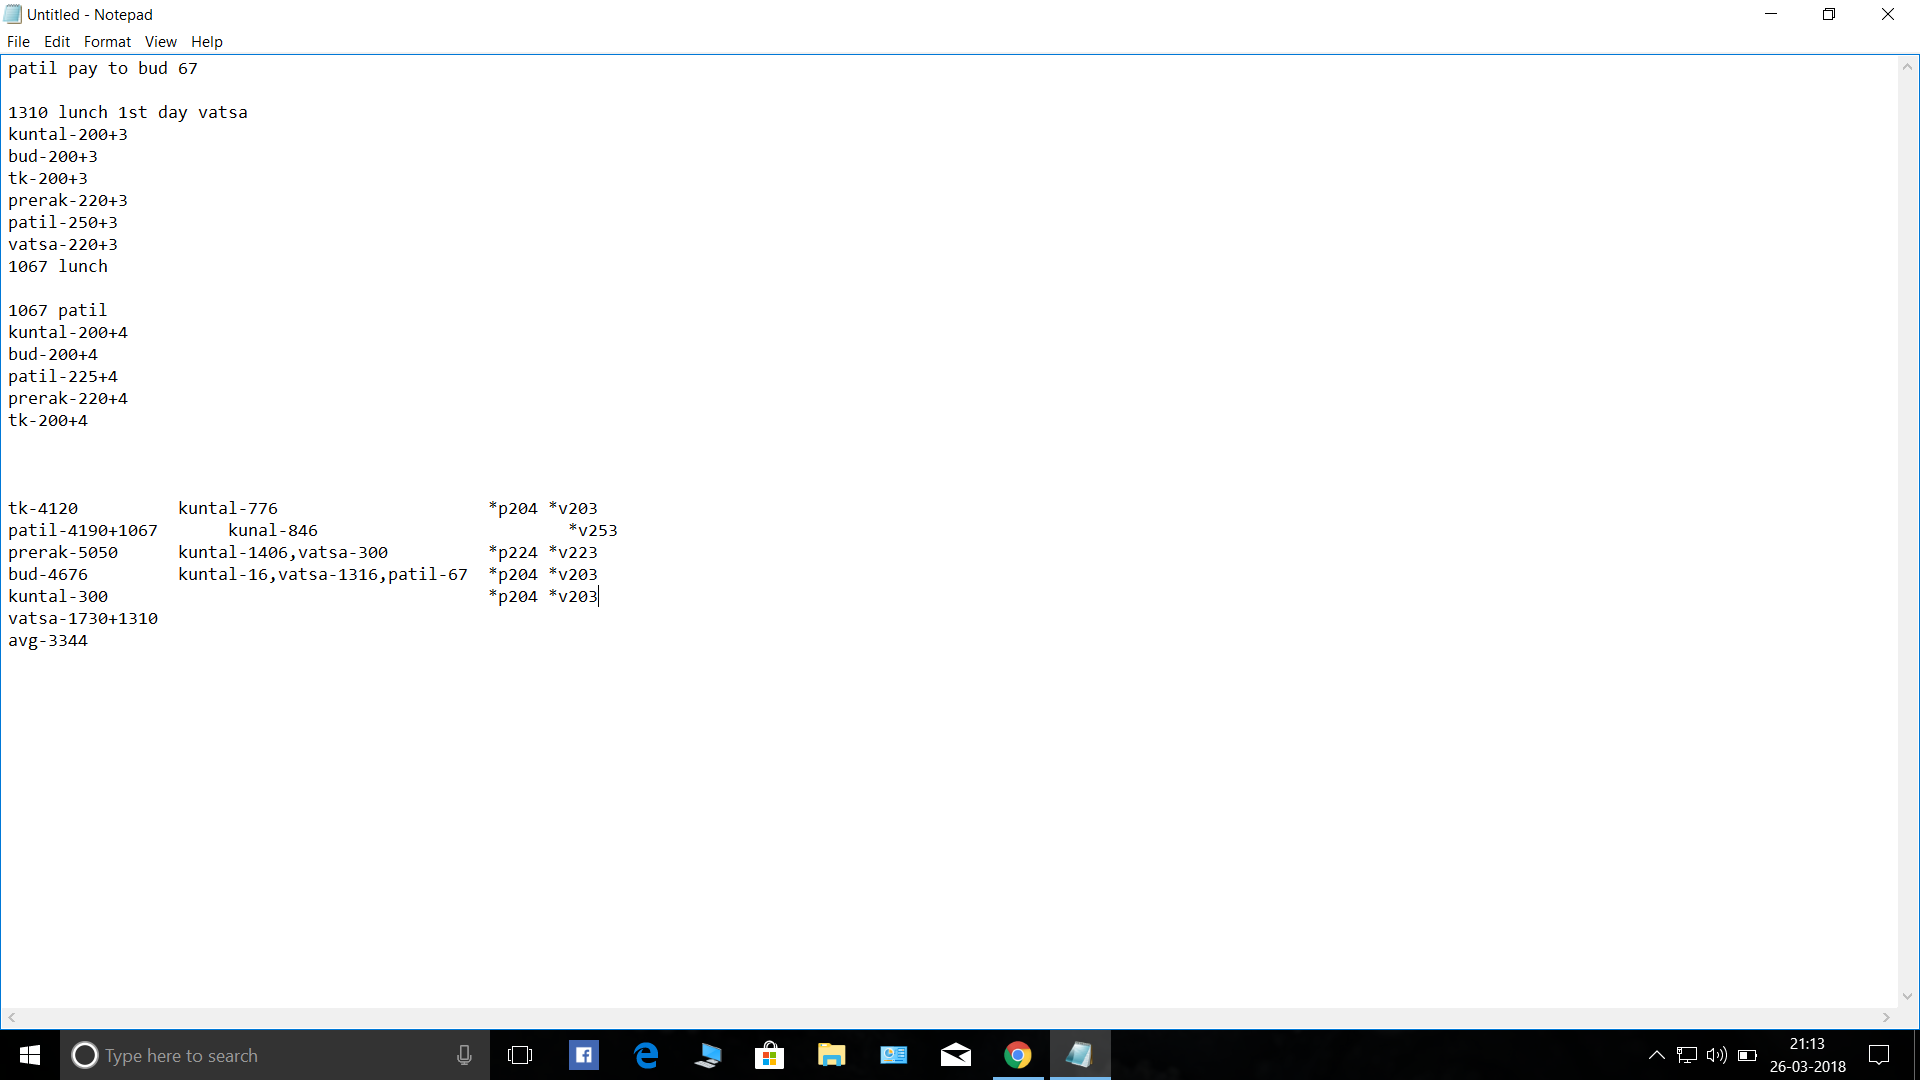 Untitled - Notepad
File Edit Format View Help
patil pay to bud 67
1310 lunch 1st day vatsa
kuntal-200+3
bud-200+3
tk-200+3
prerak-220+3
patil-250+3
vatsa-220+3
1067 lunch
1067 patil
kuntal-200+4
bud-200+4
patil-225+4
prerak-220+4
tk-200+4
tk-4120 kuntal-776 *p204 *v203
patil-4190+1067 kunal-846 *v253
prerak-5050 kuntal-1406,vatsa-300 *p224 *v223
bud-4676 kuntal-16,vatsa-1316,patil-67 *p204 *v203
kuntal-300 *p204 *v203
vatsa-1730+1310
avg-3344
Type here to search
21:13
26-03-2018